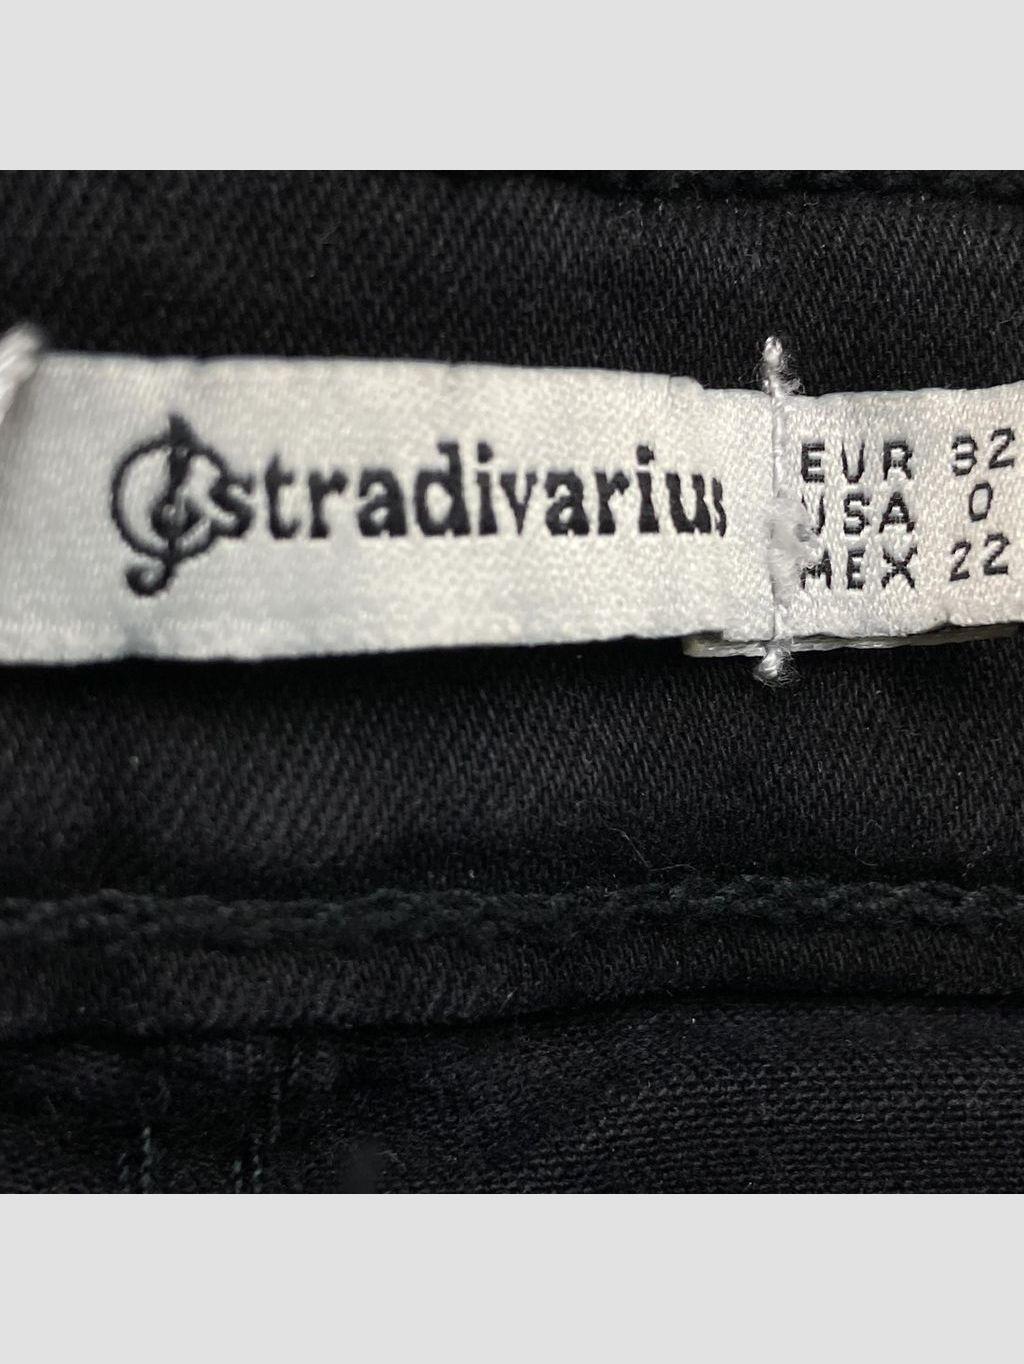 stradivarius
EUR 32
USA 0
MEX 22